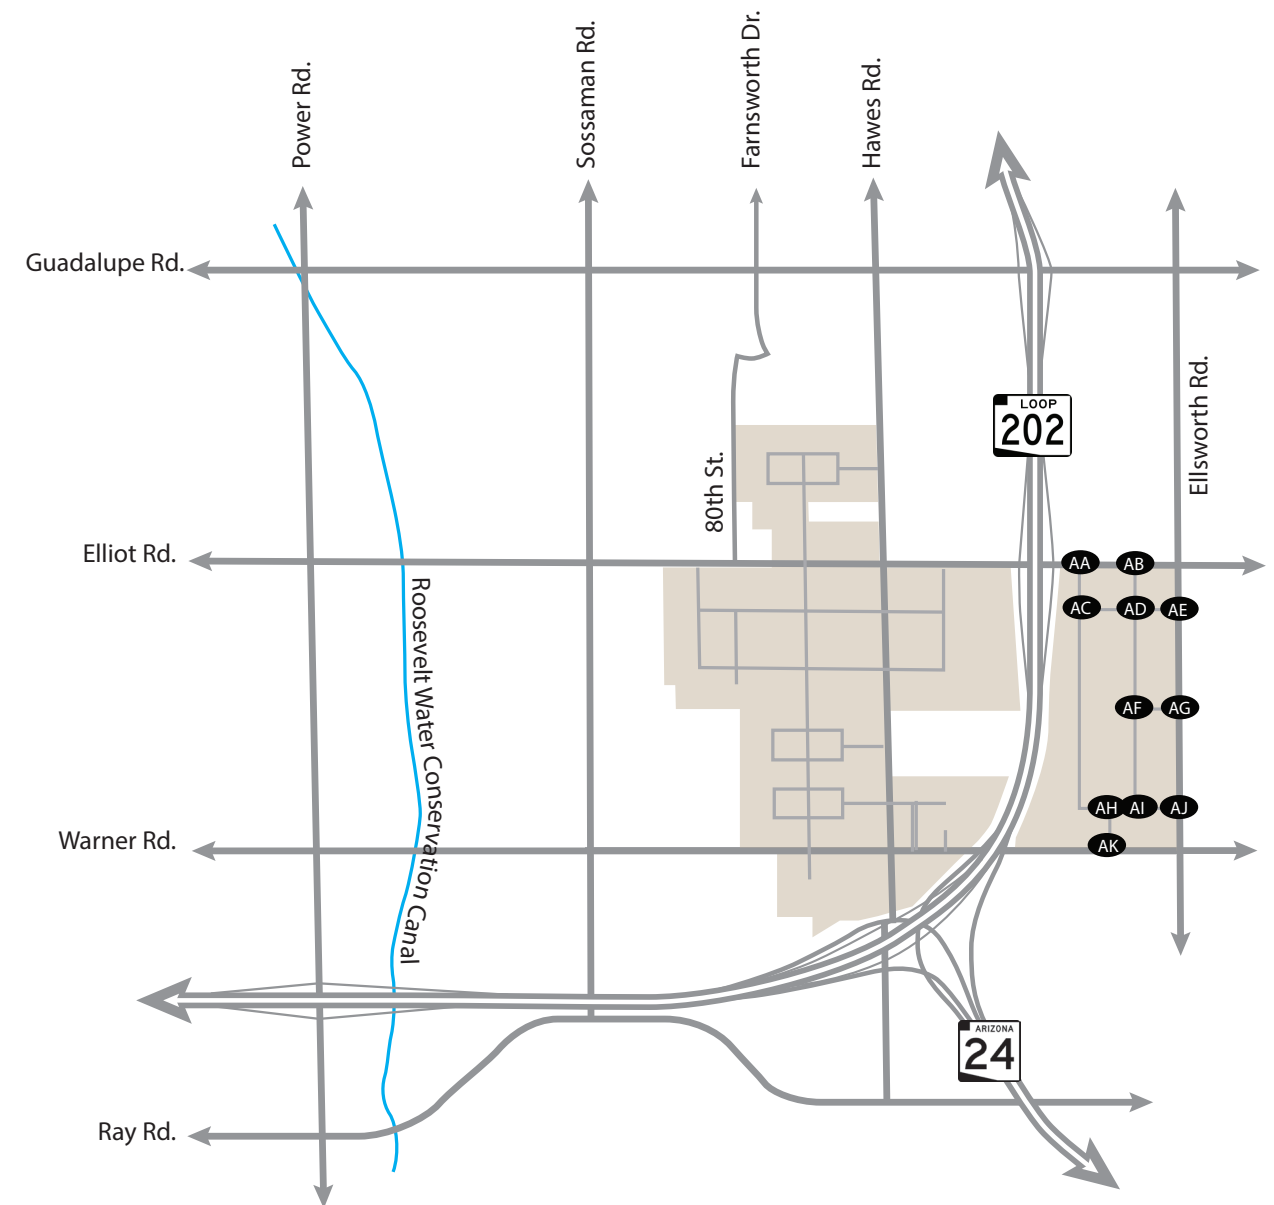 Power Rd.
Sossaman Rd.
Farnsworth Dr.
Hawes Rd.
Guadalupe Rd.
LOOP
202
Ellsworth Rd.
80th St.
Elliot Rd.
AA
AB
AC
AD
AE
Roosevelt Water Conservation Canal
AF
AG
AH
AI
AJ
Warner Rd.
AK
ARIZONA
24
Ray Rd.